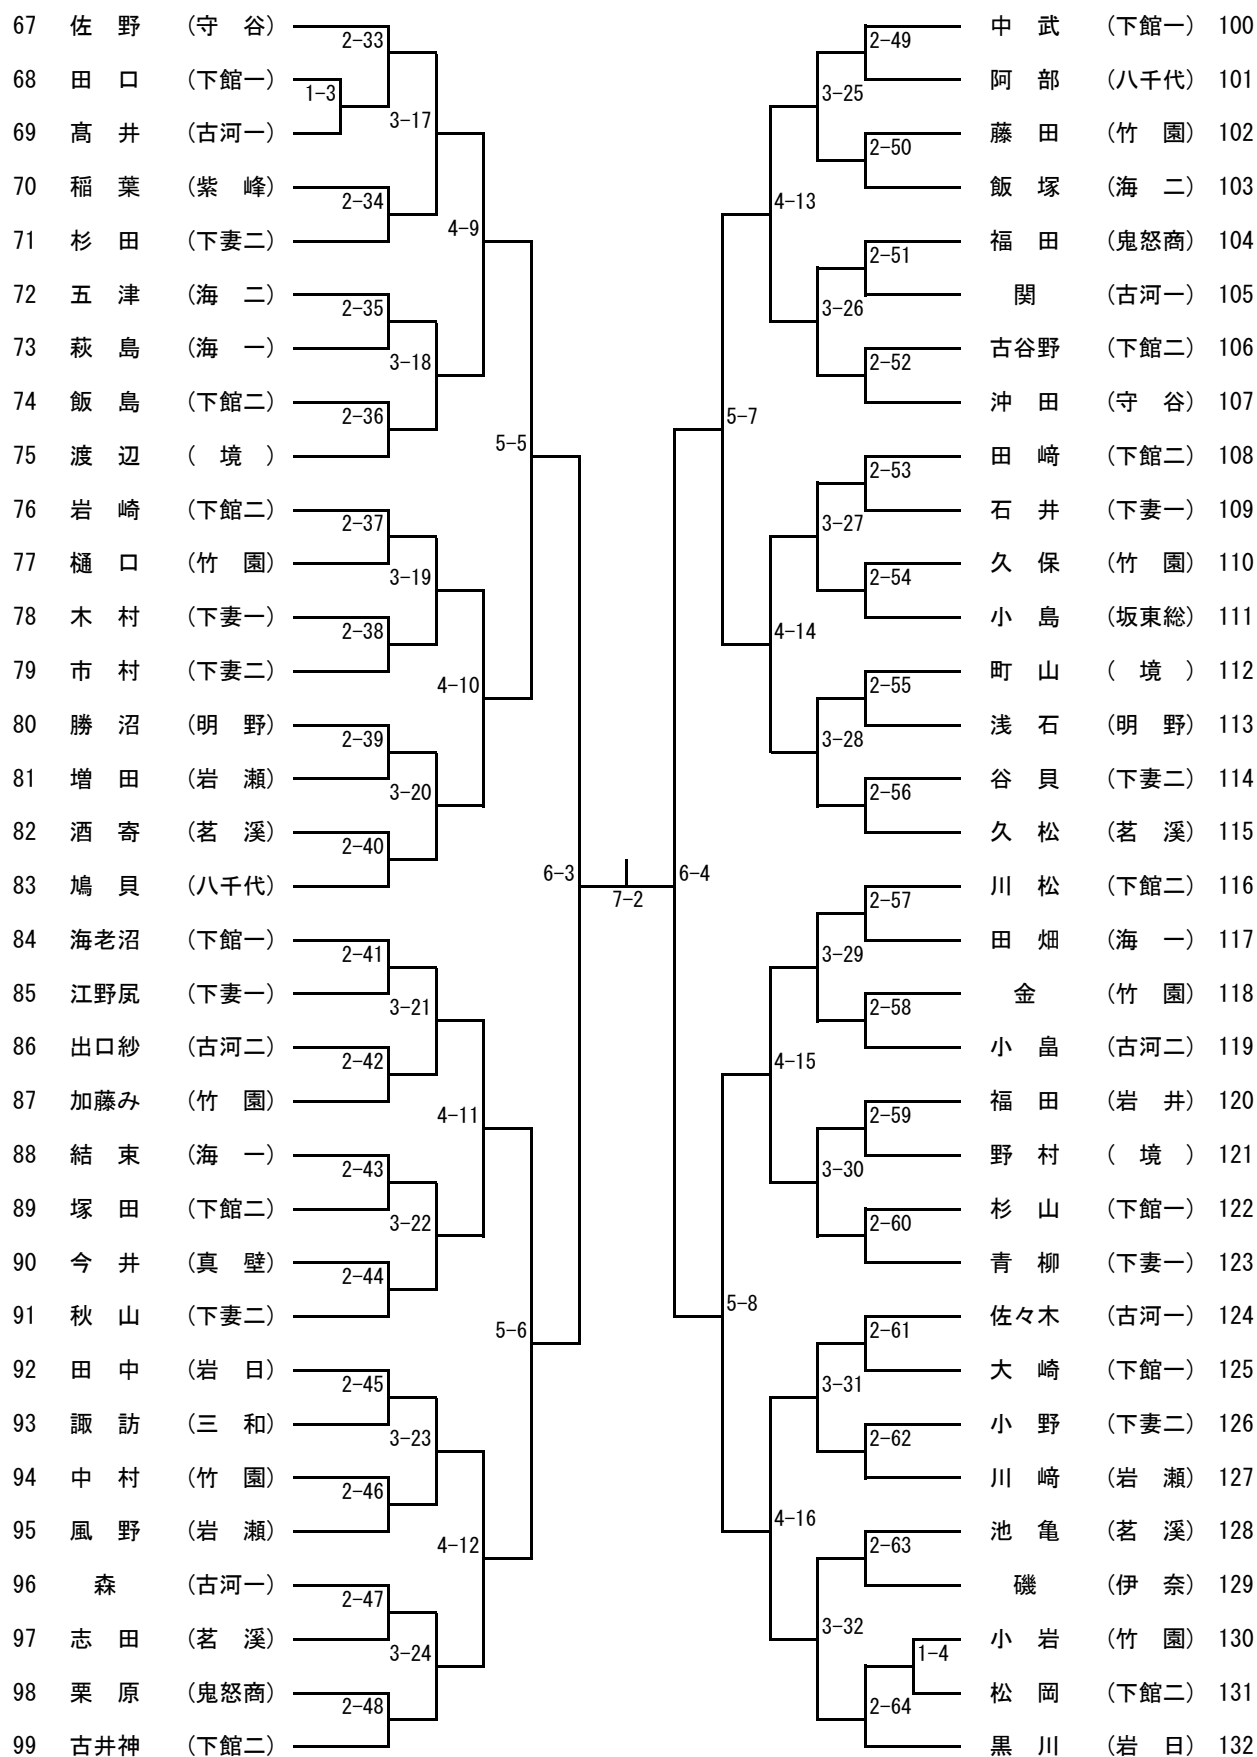 67 佐 野 (守 谷)
2-33
68 田 口 (下館一)
1-3
69 髙 井 (古河一)
3-17
70 稲 葉 (紫 峰)
2-34
71 杉 田 (下妻二)
4-9
72 五 津 (海 二)
2-35
73 萩 島 (海 一)
3-18
74 飯 島 (下館二)
2-36
75 渡 辺 ( 境 )
5-5
76 岩 崎 (下館二)
2-37
77 樋 口 (竹 園)
3-19
78 木 村 (下妻一)
2-38
79 市 村 (下妻二)
4-10
80 勝 沼 (明 野)
2-39
81 増 田 (岩 瀬)
3-20
82 酒 寄 (茗 溪)
2-40
83 鳩 貝 (八千代)
6-3
84 海老沼 (下館一)
2-41
85 江野尻 (下妻一)
3-21
86 出口紗 (古河二)
2-42
87 加藤み (竹 園)
4-11
88 結 束 (海 一)
2-43
89 塚 田 (下館二)
3-22
90 今 井 (真 壁)
2-44
91 秋 山 (下妻二)
5-6
92 田 中 (岩 日)
2-45
93 諏 訪 (三 和)
3-23
94 中 村 (竹 園)
2-46
95 風 野 (岩 瀬)
4-12
96 森 (古河一)
2-47
97 志 田 (茗 溪)
3-24
98 栗 原 (鬼怒商)
2-48
99 古井神 (下館二)
7-2
中 武 (下館一) 100
2-49
阿 部 (八千代) 101
3-25
藤 田 (竹 園) 102
2-50
飯 塚 (海 二) 103
4-13
福 田 (鬼怒商) 104
2-51
関 (古河一) 105
3-26
古谷野 (下館二) 106
2-52
沖 田 (守 谷) 107
5-7
田 﨑 (下館二) 108
2-53
石 井 (下妻一) 109
3-27
久 保 (竹 園) 110
2-54
小 島 (坂東総) 111
4-14
町 山 ( 境 ) 112
2-55
浅 石 (明 野) 113
3-28
谷 貝 (下妻二) 114
2-56
久 松 (茗 溪) 115
6-4
川 松 (下館二) 116
2-57
田 畑 (海 一) 117
3-29
金 (竹 園) 118
2-58
小 畠 (古河二) 119
4-15
福 田 (岩 井) 120
2-59
野 村 ( 境 ) 121
3-30
杉 山 (下館一) 122
2-60
青 柳 (下妻一) 123
5-8
佐々木 (古河一) 124
2-61
大 崎 (下館一) 125
3-31
小 野 (下妻二) 126
2-62
川 﨑 (岩 瀬) 127
4-16
池 亀 (茗 溪) 128
2-63
磯 (伊 奈) 129
3-32
小 岩 (竹 園) 130
1-4
松 岡 (下館二) 131
2-64
黒 川 (岩 日) 132